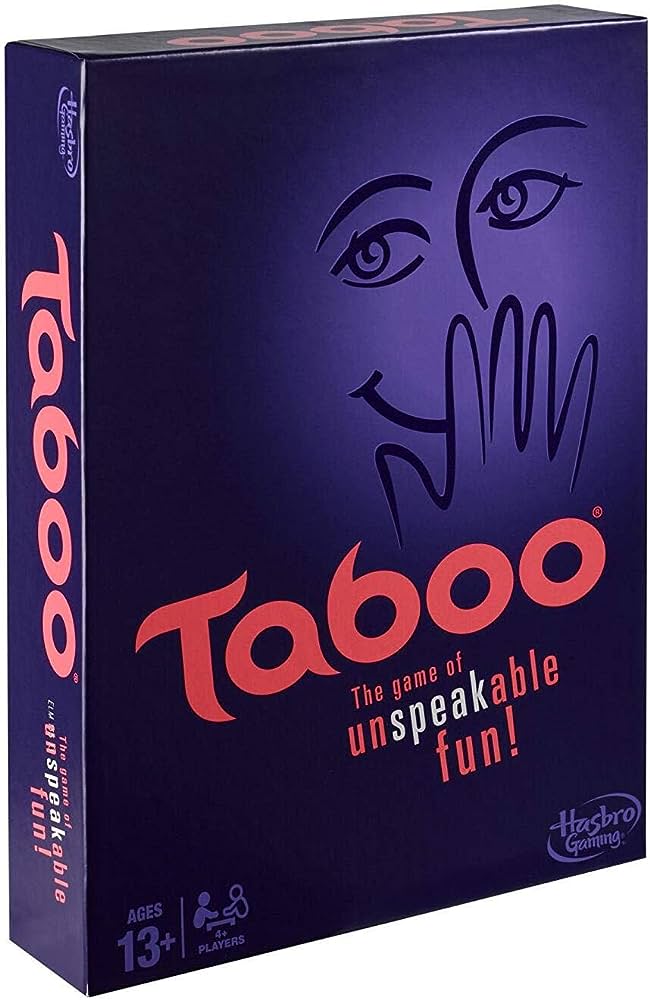 Taboo
Hasbro
Gaming
Taboo®
The game of
unspeakable
fun!
Taboo®
The game of
unspeakable
fun!
Hasbro
Gaming®
AGES
13+
4+
PLAYERS